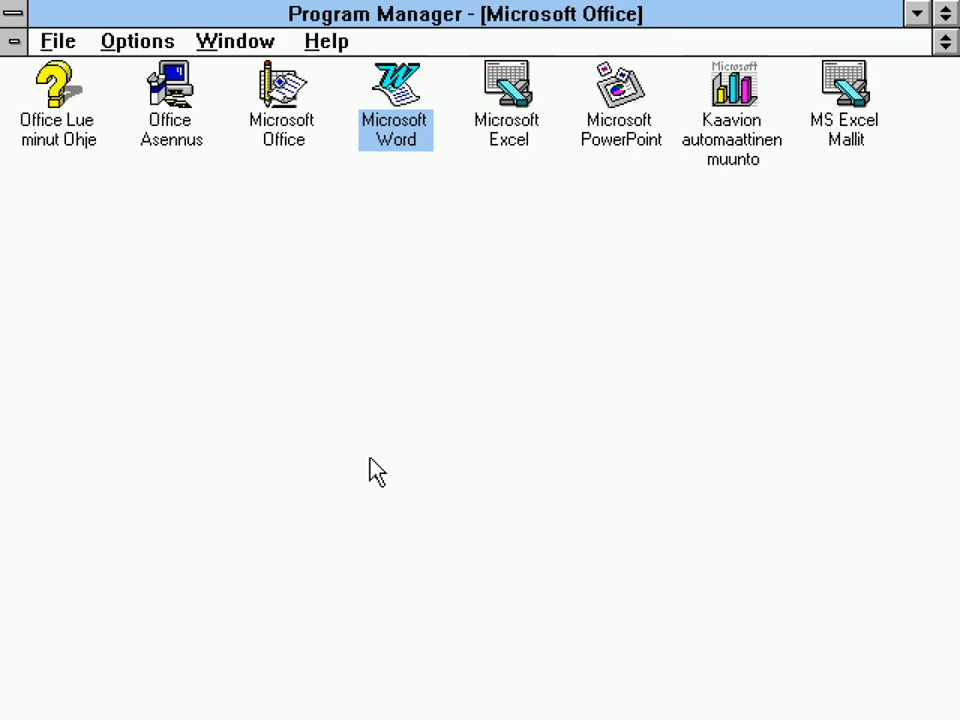 Program Manager - [Microsoft Office]
File Options Window Help
Office Lue
minut Ohje
Office
Asennus
Microsoft
Office
Microsoft
Word
Microsoft
Excel
Microsoft
PowerPoint
Microsoft
Kaavion
automaattinen
muunto
MS Excel
Mallit